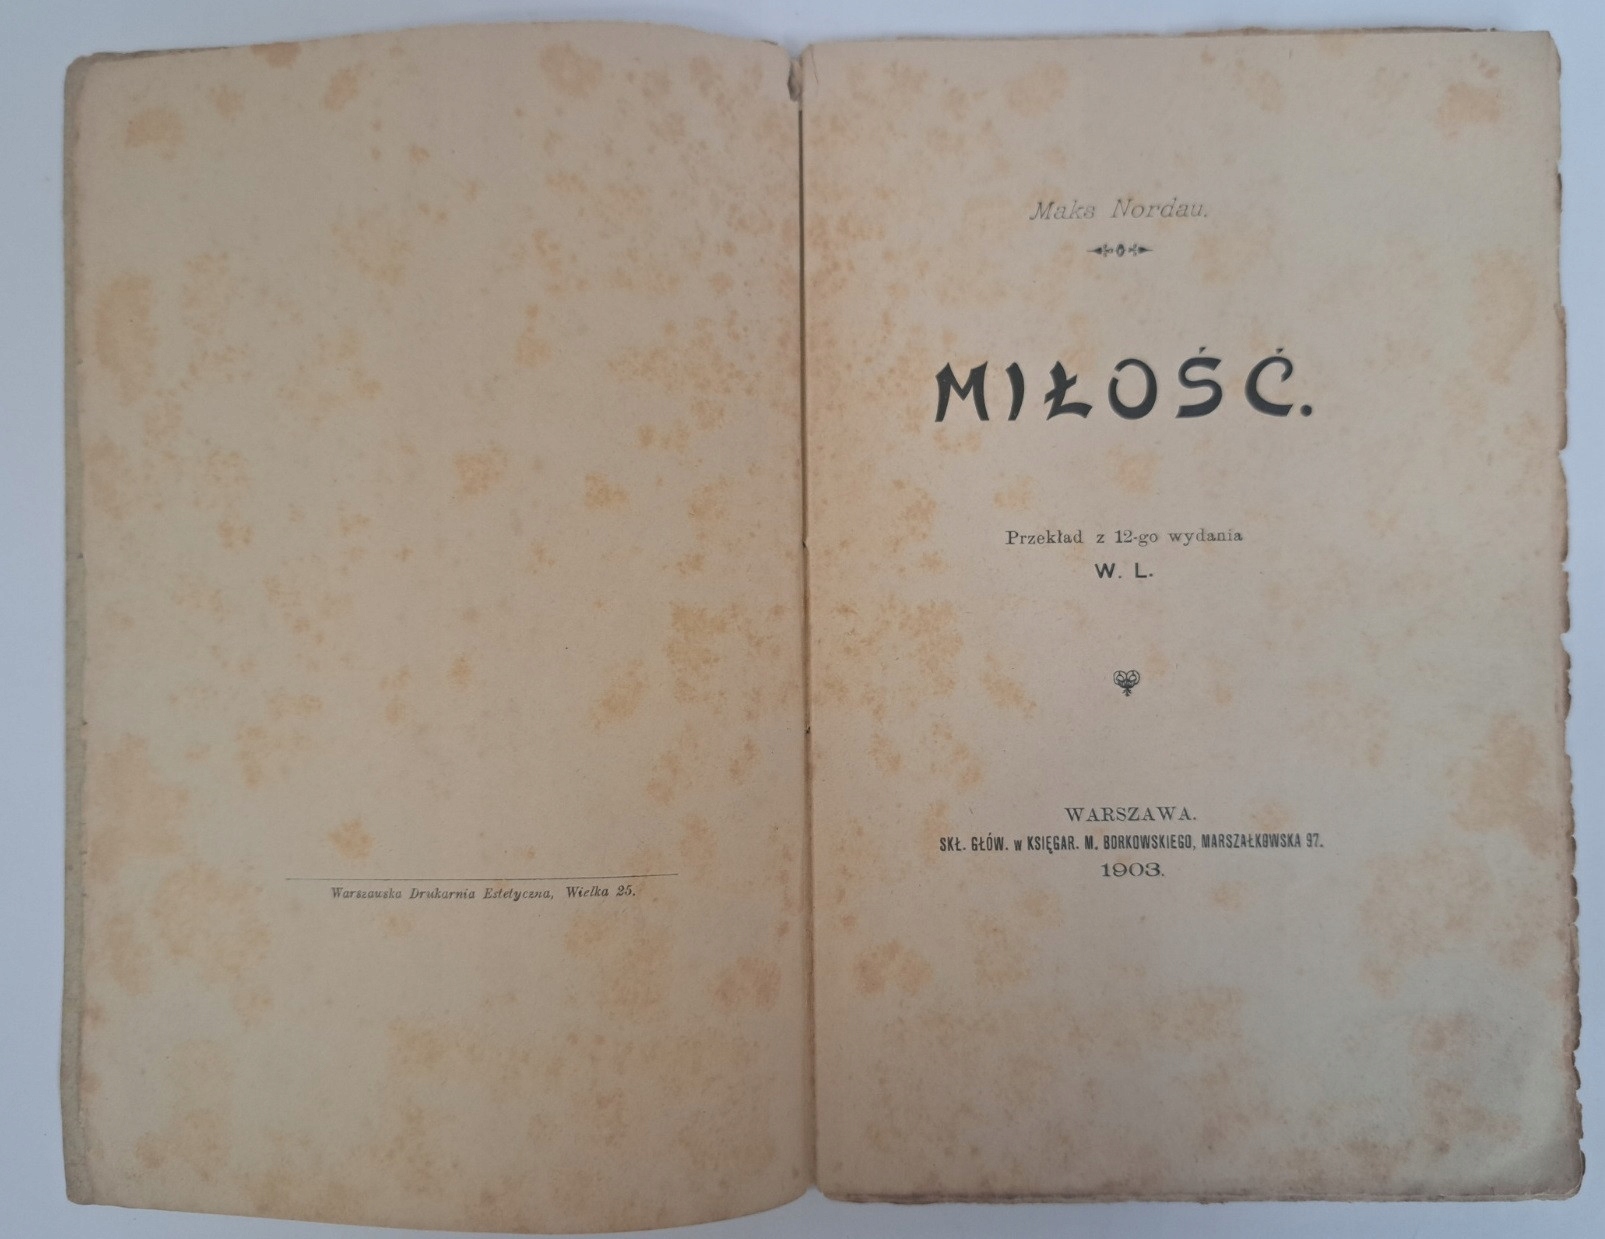 Warszawska Drukarnia Estetyczna, Wielka 25.
Maks Nordau.
MIŁOŚĆ.
Przekład z 12-go wydania
W. L.
WARSZAWA.
SKŁ. GŁÓW. w KSIĘGAR. M. BORKOWSKIEGO, MARSZAŁKOWSKA 97.
1903.